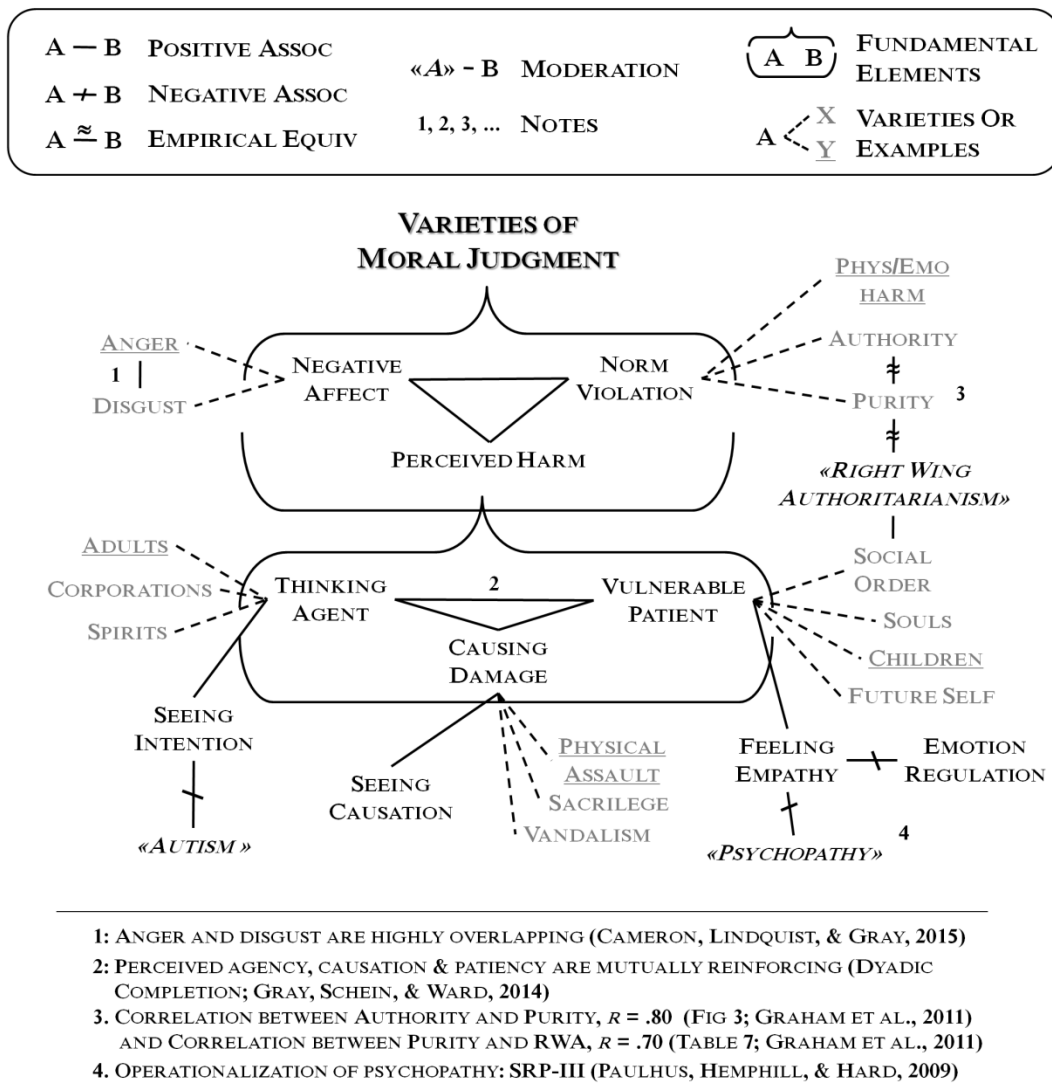 A — B POSITIVE ASSOC
A ⌿ B NEGATIVE ASSOC
A ≈ B EMPIRICAL EQUIV
«A» – B MODERATION
1, 2, 3, ... NOTES
A B FUNDAMENTAL
ELEMENTS
A X Y VARIETIES OR
EXAMPLES
VARIETIES OF
MORAL JUDGMENT
PHYS/EMO
HARM
ANGER
1
DISGUST
NEGATIVE
AFFECT
NORM
VIOLATION
AUTHORITY
≈
PURITY 3
≈
PERCEIVED HARM
«RIGHT WING
AUTHORITARIANISM»
ADULTS
CORPORATIONS
SPIRITS
THINKING
AGENT
2
VULNERABLE
PATIENT
SOCIAL
ORDER
SOULS
CHILDREN
FUTURE SELF
CAUSING
DAMAGE
SEEING
INTENTION
SEEING
CAUSATION
PHYSICAL
ASSAULT
SACRILEGE
VANDALISM
FEELING
EMPATHY
EMOTION
REGULATION
«AUTISM »
«PSYCHOPATHY» 4
1: ANGER AND DISGUST ARE HIGHLY OVERLAPPING (CAMERON, LINDQUIST, & GRAY, 2015)
2: PERCEIVED AGENCY, CAUSATION & PATIENCY ARE MUTUALLY REINFORCING (DYADIC
COMPLETION; GRAY, SCHEIN, & WARD, 2014)
3. CORRELATION BETWEEN AUTHORITY AND PURITY, R = .80 (FIG 3; GRAHAM ET AL., 2011)
AND CORRELATION BETWEEN PURITY AND RWA, R = .70 (TABLE 7; GRAHAM ET AL., 2011)
4. OPERATIONALIZATION OF PSYCHOPATHY: SRP-III (PAULHUS, HEMPHILL, & HARD, 2009)